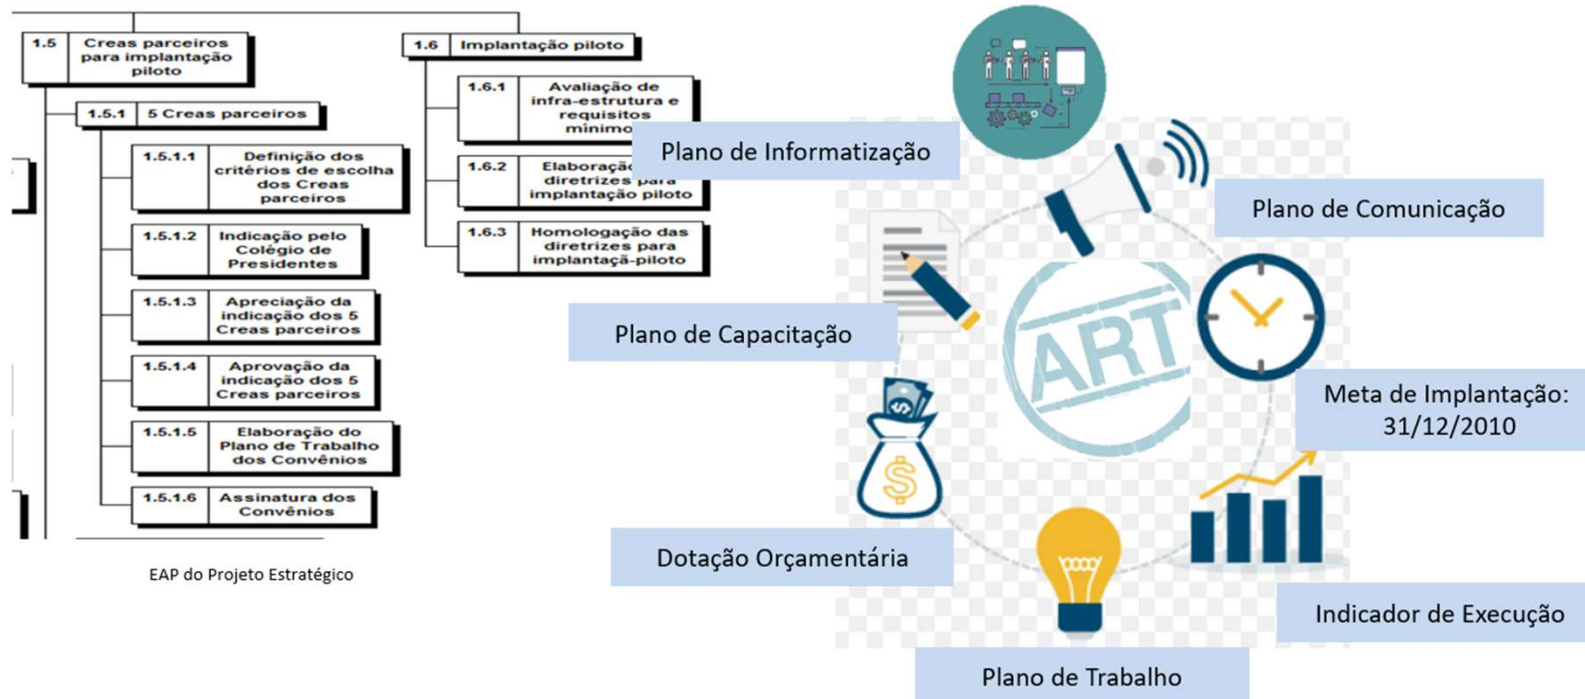 1.5 Creas parceiros
para implantação
piloto
1.5.1 5 Creas parceiros
1.5.1.1 Definição dos
critérios de escolha
dos Creas
parceiros
1.5.1.2 Indicação pelo
Colégio de
Presidentes
1.5.1.3 Apreciação da
indicação dos 5
Creas parceiros
1.5.1.4 Aprovação da
indicação dos 5
Creas parceiros
1.5.1.5 Elaboração do
Plano de Trabalho
dos Convênios
1.5.1.6 Assinatura dos
Convênios
1.6 Implantação piloto
1.6.1 Avaliação de
infra-estrutura e
requisitos
mínimo
1.6.2 Elaboração
diretrizes para
implantação piloto
1.6.3 Homologação das
diretrizes para
implantaçã-piloto
EAP do Projeto Estratégico
Plano de Informatização
Plano de Comunicação
Plano de Capacitação
ART
Meta de Implantação:
31/12/2010
$
Dotação Orçamentária
Indicador de Execução
Plano de Trabalho